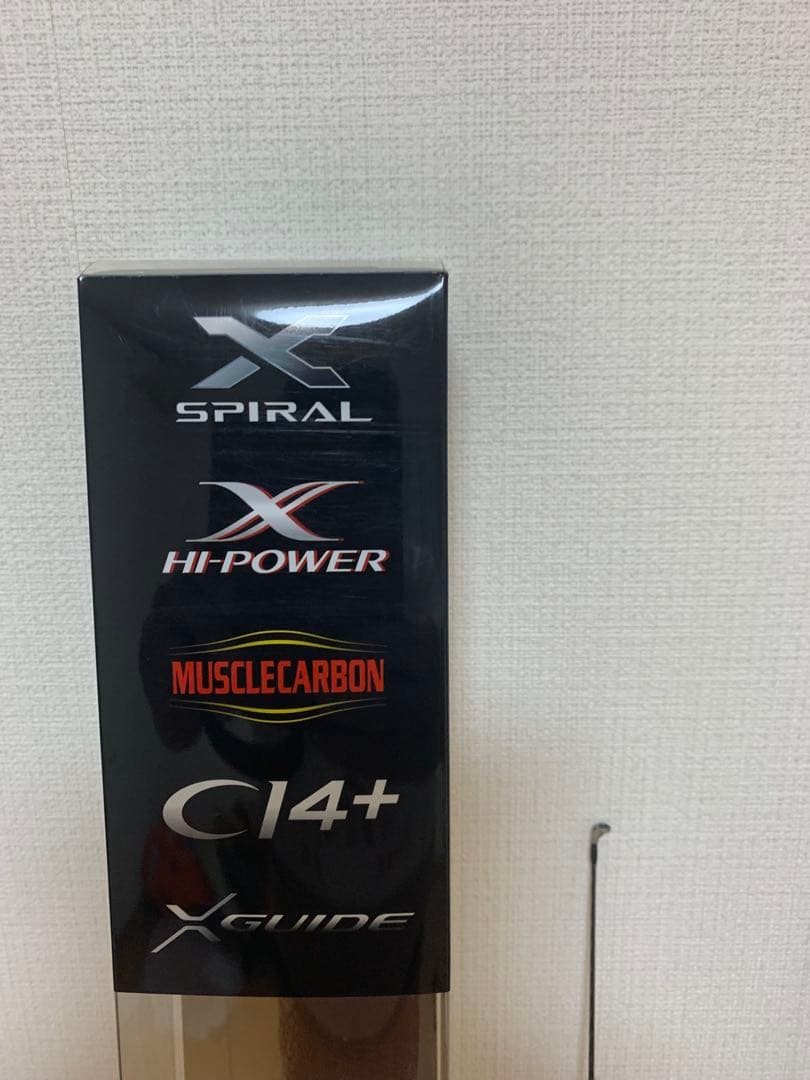 X
SPIRAL
X
HI-POWER
MUSCLECARBON
CI4+
XGUIDE